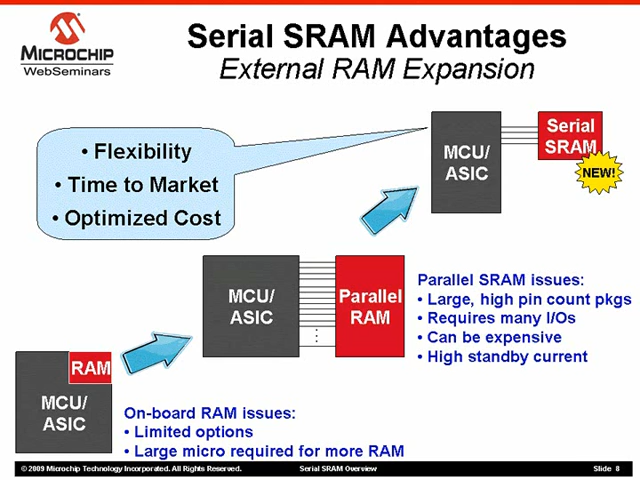 MICROCHIP
WebSeminars
Serial SRAM Advantages
External RAM Expansion
• Flexibility
• Time to Market
• Optimized Cost
MCU/
ASIC
Serial
SRAM
NEW!
MCU/
ASIC
Parallel
RAM
Parallel SRAM issues:
• Large, high pin count pkgs
• Requires many I/Os
• Can be expensive
• High standby current
RAM
MCU/
ASIC
On-board RAM issues:
• Limited options
• Large micro required for more RAM
© 2009 Microchip Technology Incorporated. All Rights Reserved.
Serial SRAM Overview
Slide 8